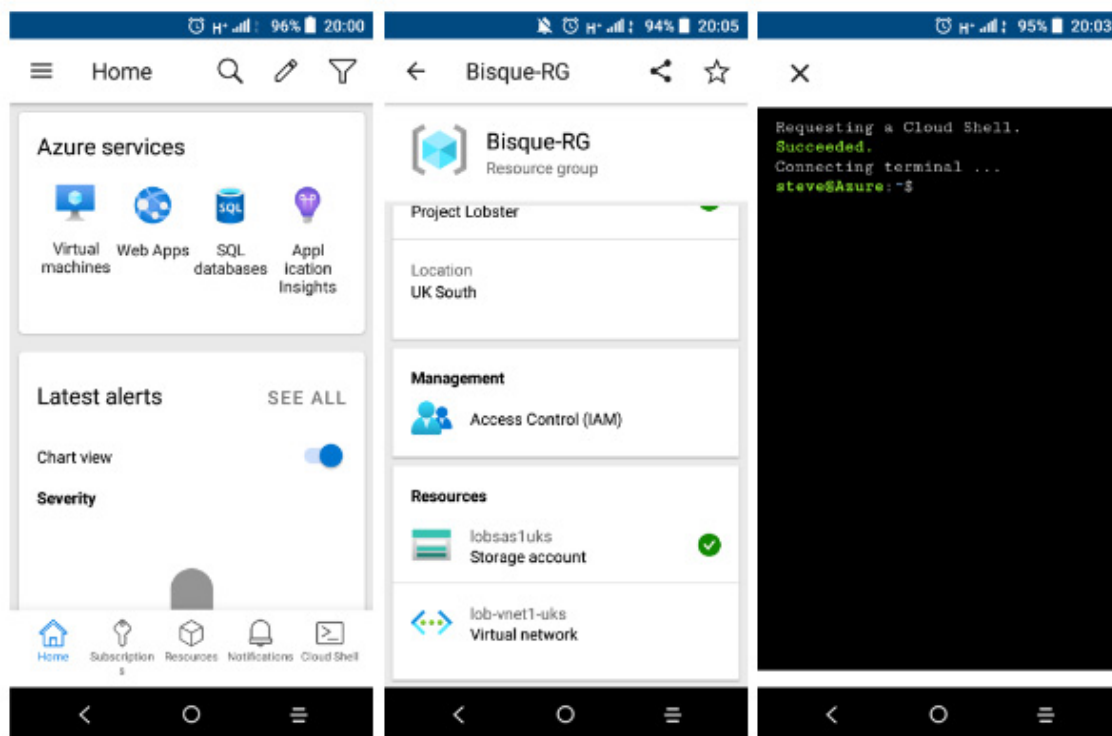 H+ 96% 20:00
Home
Azure services
Virtual
machines
Web Apps
SQL
SQL
databases
Appl
ication
Insights
Latest alerts
SEE ALL
Chart view
Severity
Home
Subscription
s
Resources
Notifications
Cloud Shell
H+ 94% 20:05
Bisque-RG
Bisque-RG
Resource group
Project Lobster
Location
UK South
Management
Access Control (IAM)
Resources
lobsas1uks
Storage account
lob-vnet1-uks
Virtual network
H+ 95% 20:03
Requesting a Cloud Shell.
Succeeded.
Connecting terminal ...
steve@Azure:~$